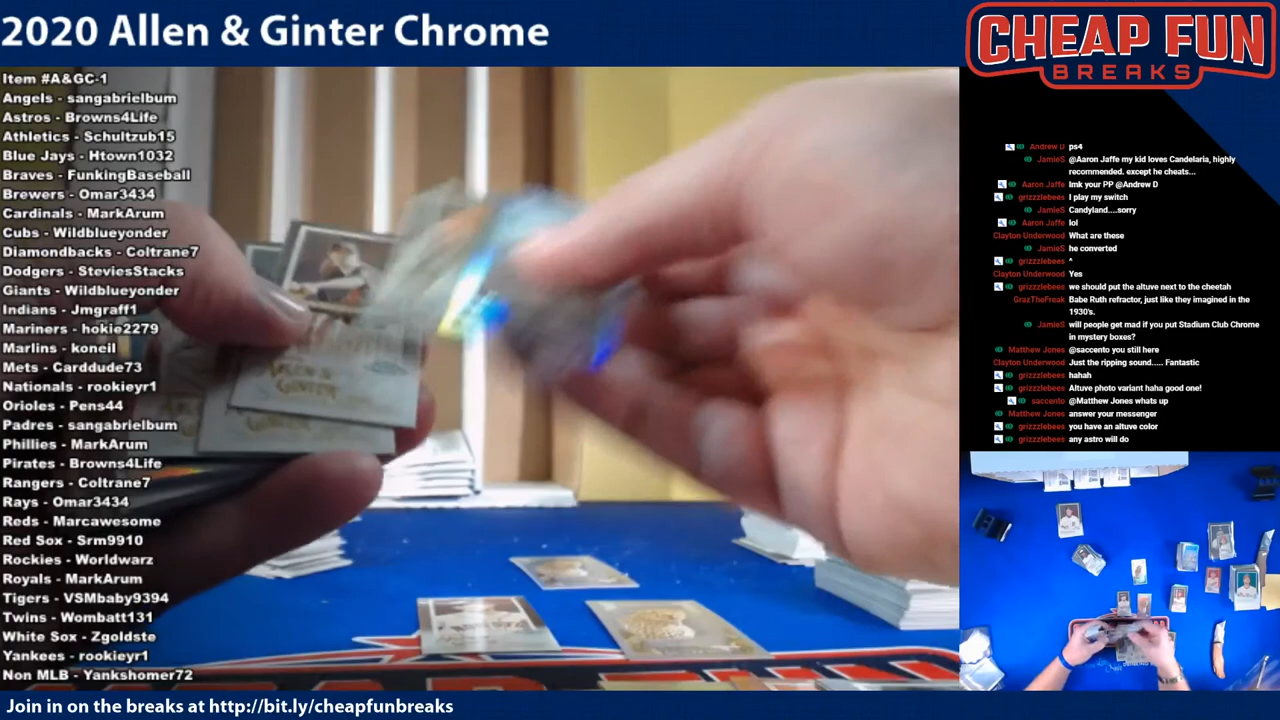 2020 Allen & Ginter Chrome
CHEAP FUN
BREAKS
Item #A&GC-1
Angels - sangabrielbum
Astros - Browns4Life
Athletics - Schultzub15
Blue Jays - Htown1032
Braves - FunkingBaseball
Brewers - Omar3434
Cardinals - MarkArum
Cubs - Wildblueyonder
Diamondbacks - Coltrane7
Dodgers - SteviesStacks
Giants - Wildblueyonder
Indians - Jmgraff1
Mariners - hokie2279
Marlins - koneil
Mets - Carddude73
Nationals - rookieyr1
Orioles - Pens44
Padres - sangabrielbum
Phillies - MarkArum
Pirates - Browns4Life
Rangers - Coltrane7
Rays - Omar3434
Reds - Marcawesome
Red Sox - Srm9910
Rockies - Worldwarz
Royals - MarkArum
Tigers - VSMbaby9394
Twins - Wombatt131
White Sox - Zgoldste
Yankees - rookieyr1
Non MLB - Yankshomer72
Andrew D ps4
JamieS @Aaron Jaffe my kid loves Candelaria, highly
recommended. except he cheats...
Aaron Jaffe lmk your PP @Andrew D
grizzzlebees I play my switch
JamieS Candyland....sorry
Aaron Jaffe lol
Clayton Underwood What are these
JamieS he converted
grizzzlebees ^
Clayton Underwood Yes
grizzzlebees we should put the altuve next to the cheetah
GrazTheFreak Babe Ruth refractor, just like they imagined in the
1930's.
JamieS will people get mad if you put Stadium Club Chrome
in mystery boxes?
Matthew Jones @saccento you still here
Clayton Underwood Just the ripping sound..... Fantastic
grizzzlebees hahah
grizzzlebees Altuve photo variant haha good one!
saccento @Matthew Jones whats up
Matthew Jones answer your messenger
grizzzlebees you have an altuve color
grizzzlebees any astro will do
Join in on the breaks at http://bit.ly/cheapfunbreaks